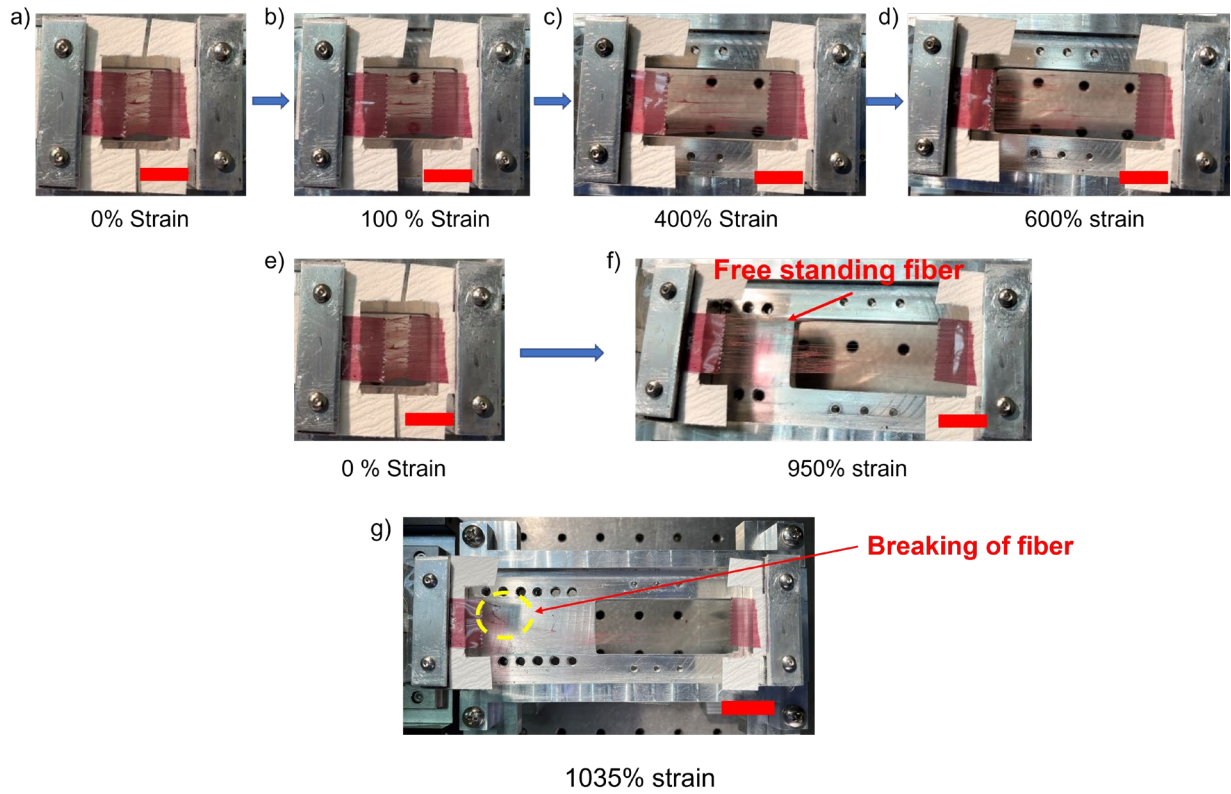 a)
b)
c)
d)
0% Strain
100 % Strain
400% Strain
600% strain
e)
f)
Free standing fiber
0 % Strain
950% strain
g)
Breaking of fiber
1035% strain